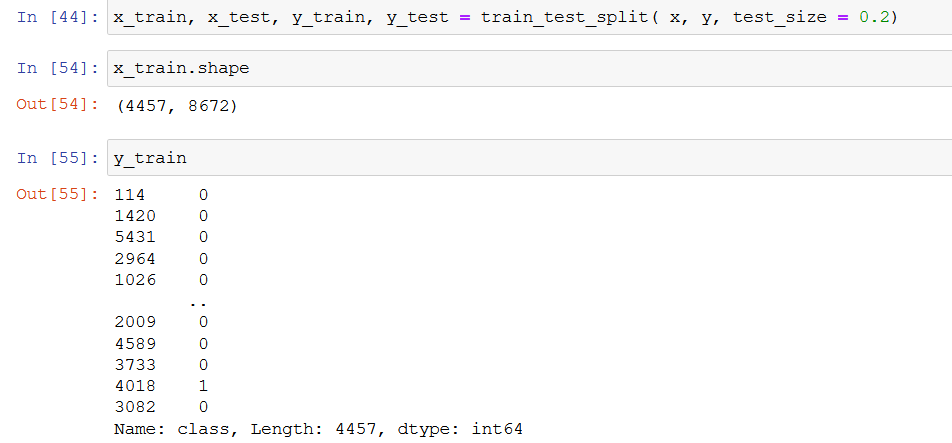 In [44]: x_train, x_test, y_train, y_test = train_test_split( x, y, test_size = 0.2)
In [54]: x_train.shape
Out[54]: (4457, 8672)
In [55]: y_train
Out[55]: 114      0
1420     0
5431     0
2964     0
1026     0
..
2009     0
4589     0
3733     0
4018     1
3082     0
Name: class, Length: 4457, dtype: int64